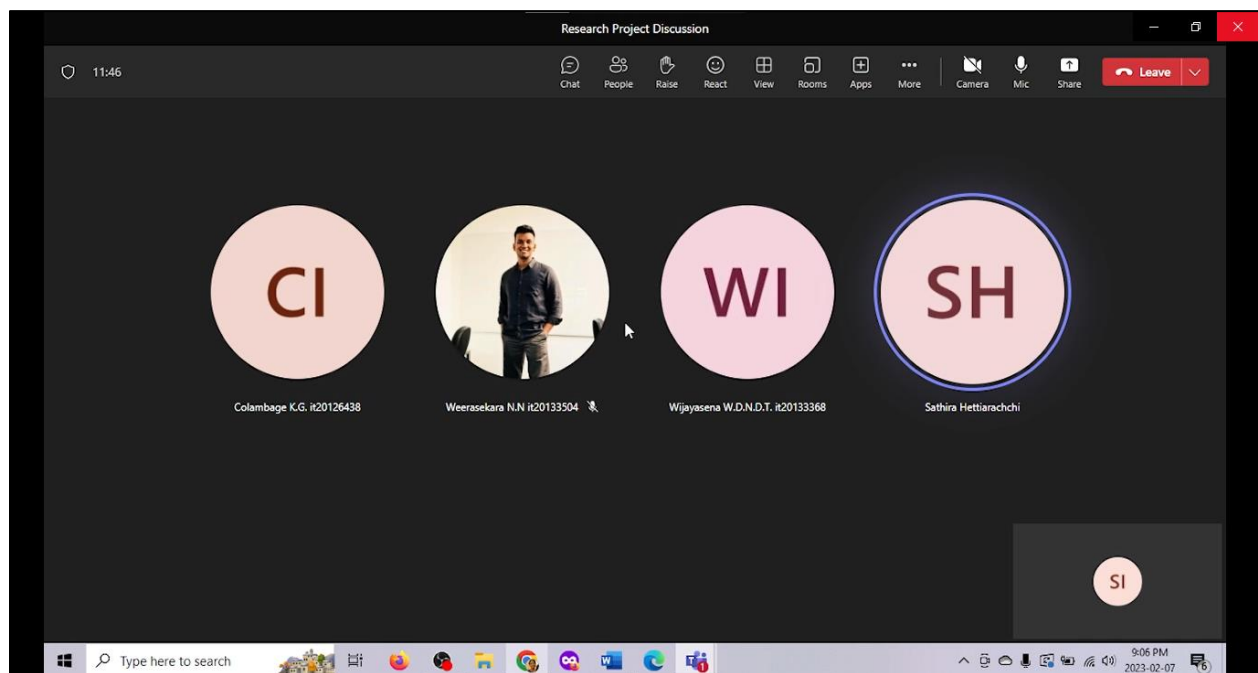 Research Project Discussion
11:46
Chat People Raise React View Rooms Apps More Camera Mic Share Leave
CI WI SH
Colambage K.G. it20126438 Weerasekara N.N it20133504 Wijayasena W.D.N.D.T. it20133368 Sathira Hettiarachchi
SI
Type here to search
1
9:06 PM
2023-02-07
6